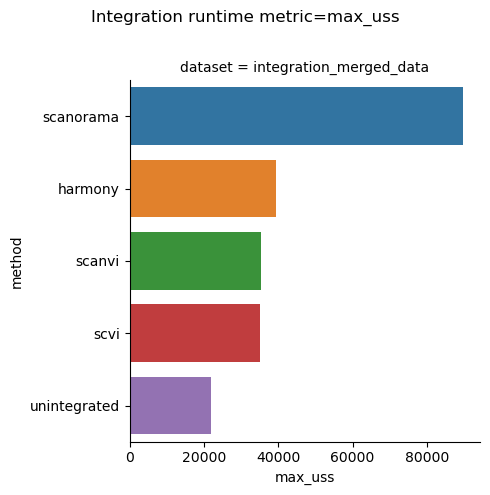 Integration runtime metric=max_uss
dataset = integration_merged_data
scanorama
harmony
scanvi
scvi
unintegrated
method
0 20000 40000 60000 80000
max_uss